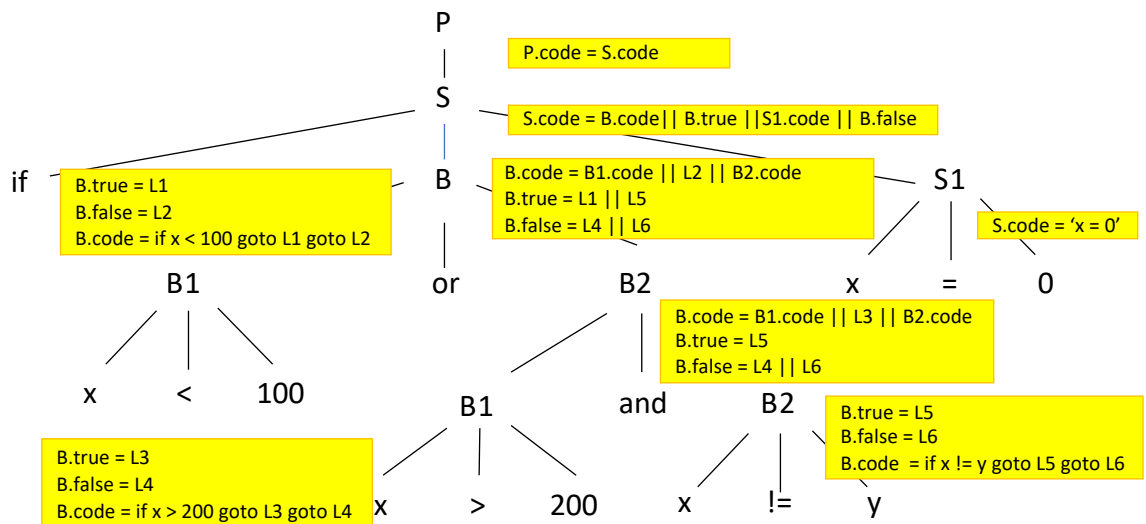 P
P.code = S.code
S
S.code = B.code|| B.true ||S1.code || B.false
if
B.true = L1
B.false = L2
B.code = if x < 100 goto L1 goto L2
B
B.code = B1.code || L2 || B2.code
B.true = L1 || L5
B.false = L4 || L6
S1
S.code = ‘x = 0’
B1
or
B2
x = 0
B.code = B1.code || L3 || B2.code
B.true = L5
B.false = L4 || L6
x < 100
B1
and
B2
B.true = L5
B.false = L6
B.code  = if x != y goto L5 goto L6
B.true = L3
B.false = L4
B.code = if x > 200 goto L3 goto L4
x > 200
x != y